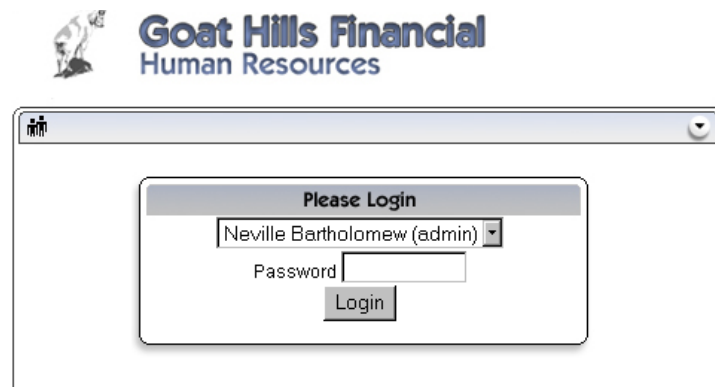 Goat Hills Financial
Human Resources
Please Login
Neville Bartholomew (admin)
Password
Login